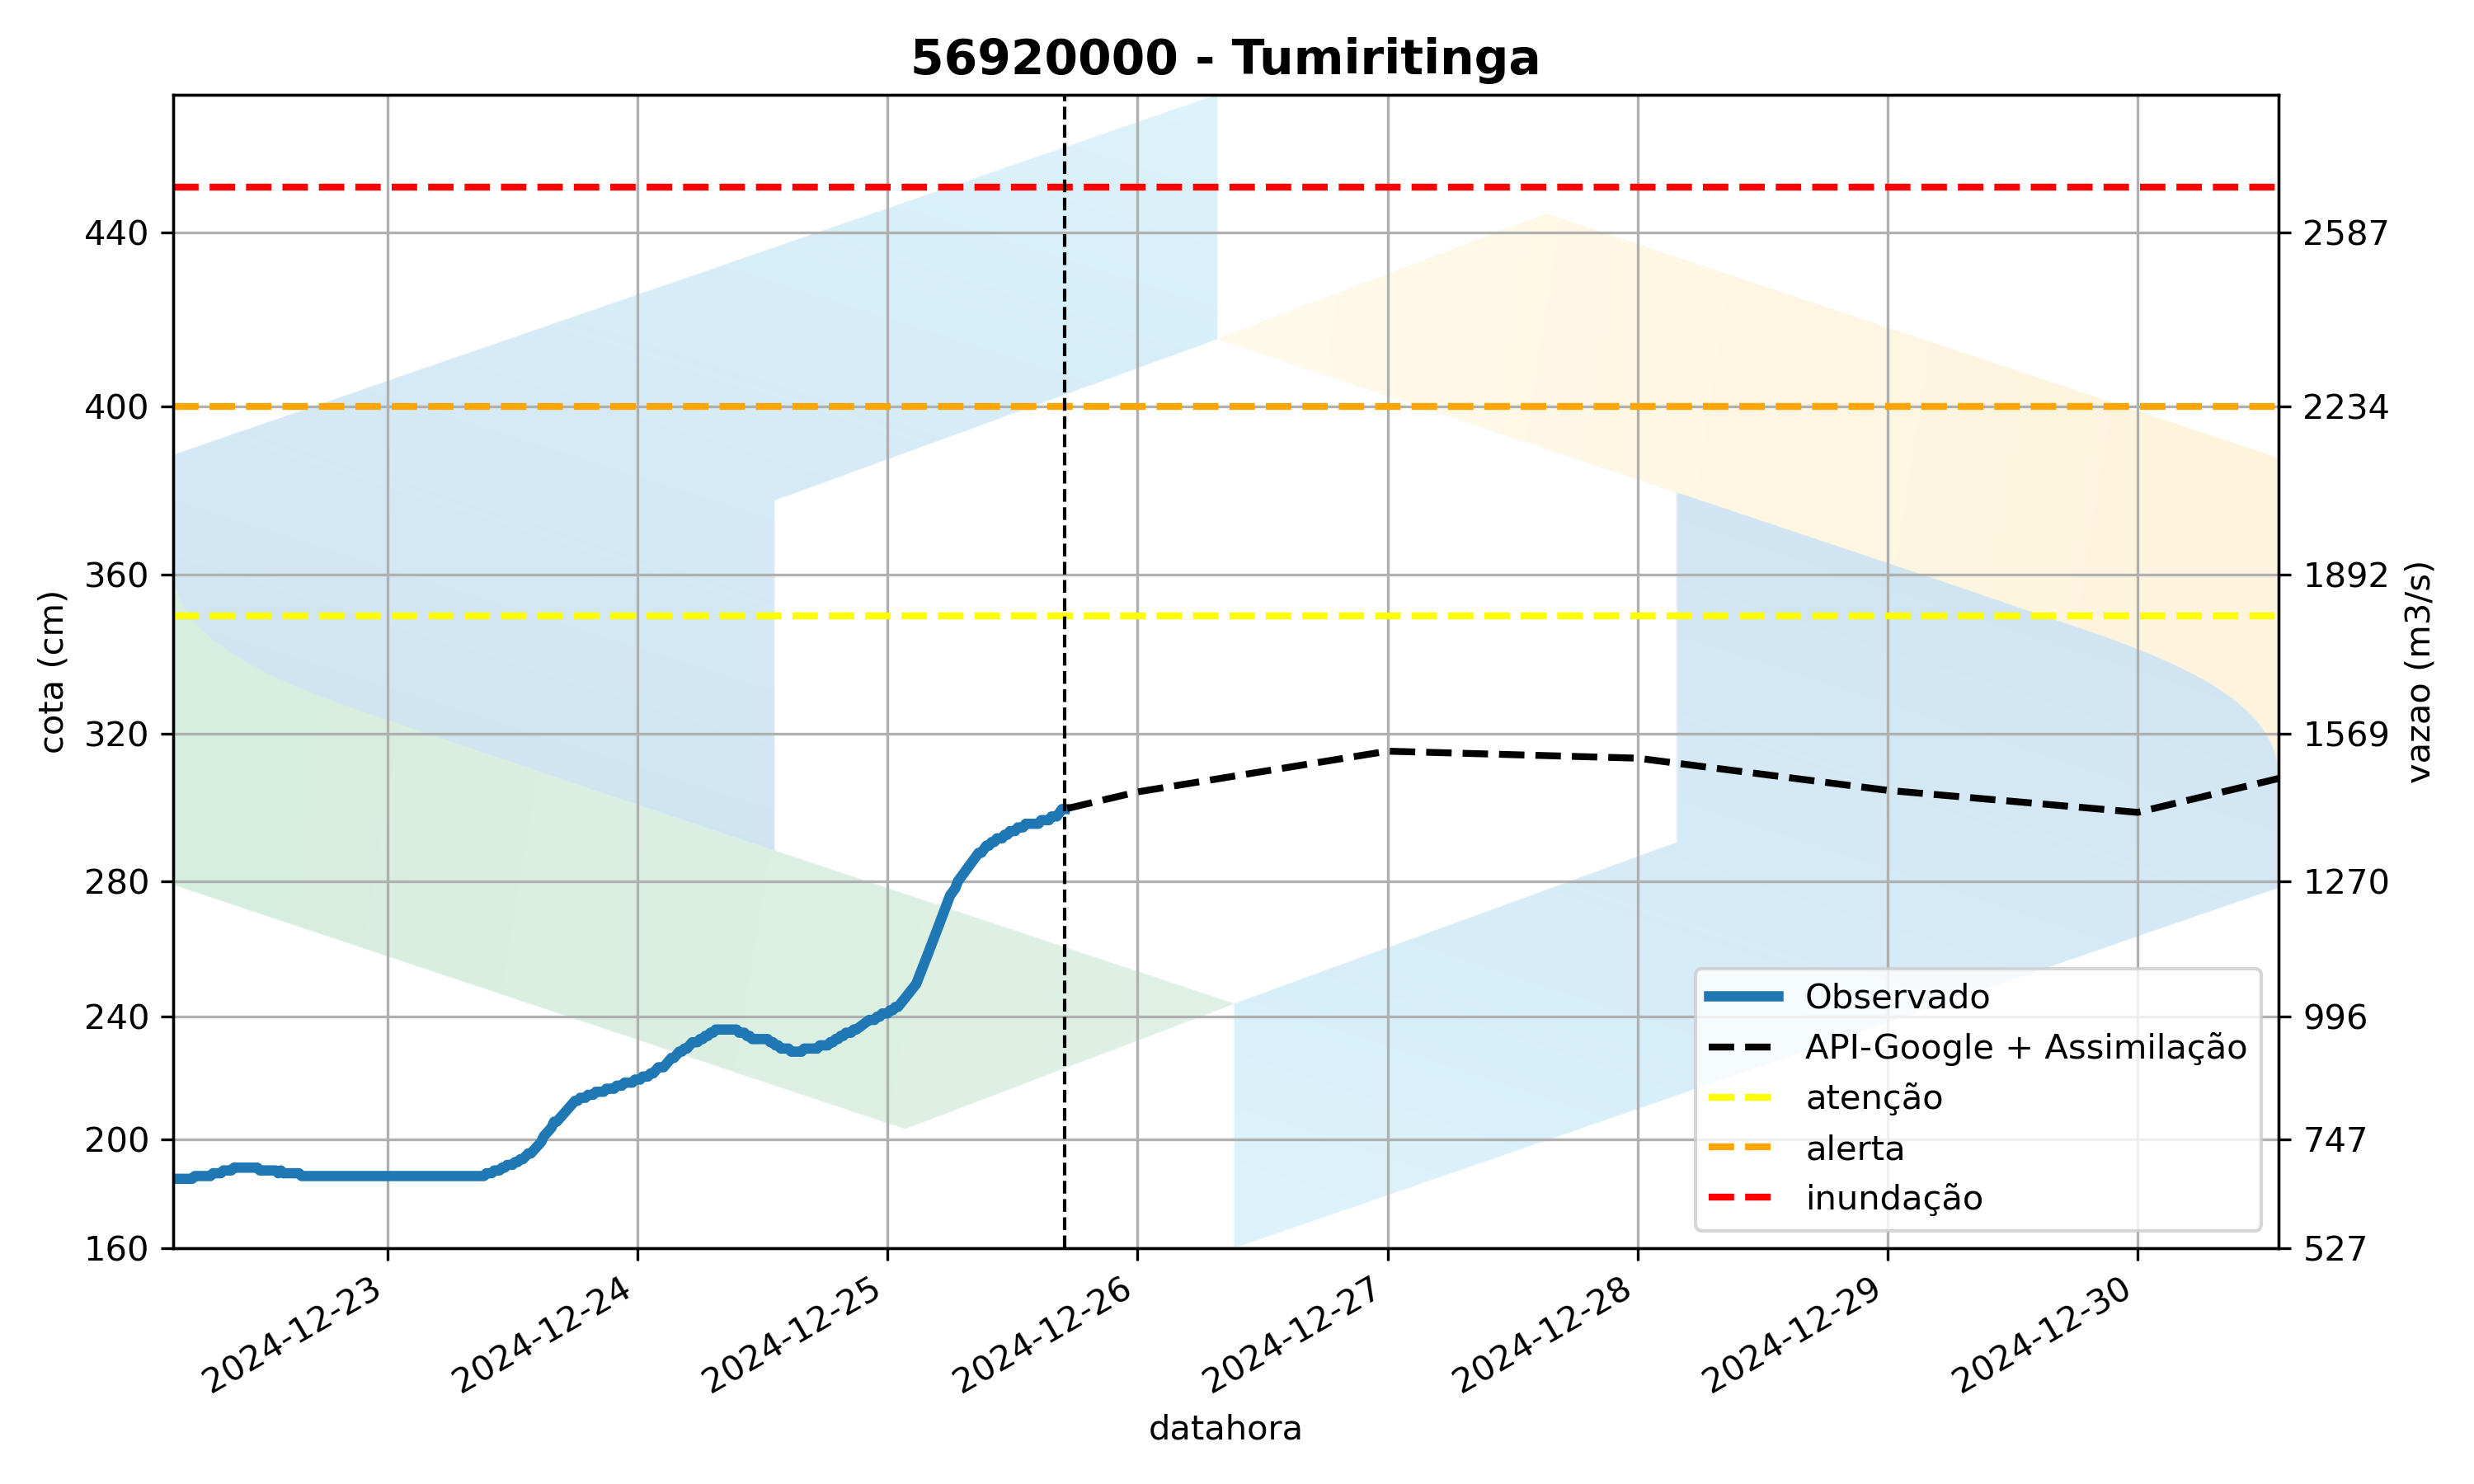 56920000 - Tumiritinga
cota (cm)
440
400
360
320
280
240
200
160
2587
2234
1892
1569
1270
996
747
527
vazao (m3/s)
Observado
API-Google + Assimilação
atenção
alerta
inundação
2024-12-23
2024-12-24
2024-12-25
2024-12-26
2024-12-27
2024-12-28
2024-12-29
2024-12-30
datahora